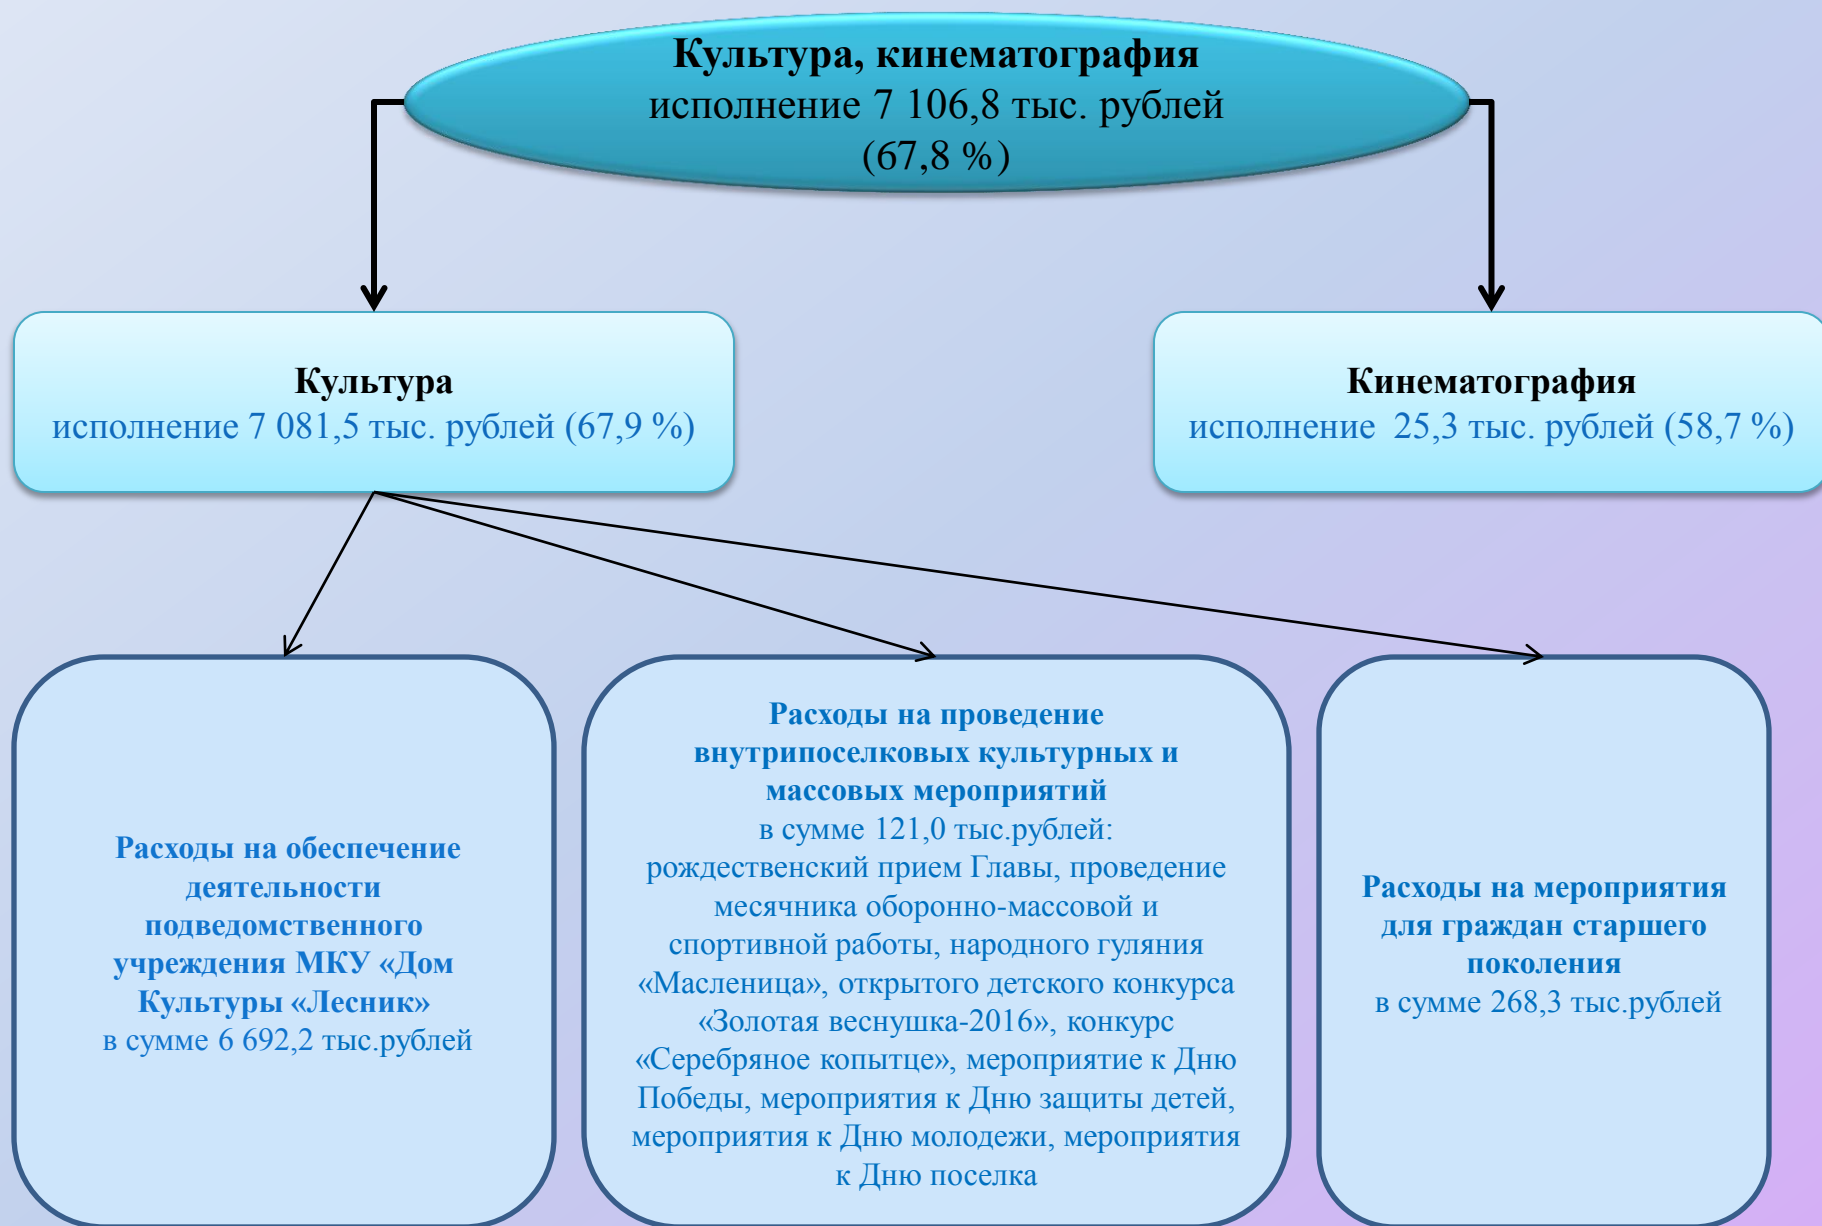 Культура, кинематография
исполнение 7 106,8 тыс. рублей
(67,8 %)
Культура
исполнение 7 081,5 тыс. рублей (67,9 %)
Кинематография
исполнение 25,3 тыс. рублей (58,7 %)
Расходы на обеспечение
деятельности
подведомственного
учреждения МКУ «Дом
Культуры «Лесник»
в сумме 6 692,2 тыс.рублей
Расходы на проведение
внутрипоселковых культурных и
массовых мероприятий
в сумме 121,0 тыс.рублей:
рождественский прием Главы, проведение
месячника оборонно-массовой и
спортивной работы, народного гуляния
«Масленица», открытого детского конкурса
«Золотая веснушка-2016», конкурс
«Серебряное копытце», мероприятие к Дню
Победы, мероприятия к Дню защиты детей,
мероприятия к Дню молодежи, мероприятия
к Дню поселка
Расходы на мероприятия
для граждан старшего
поколения
в сумме 268,3 тыс.рублей